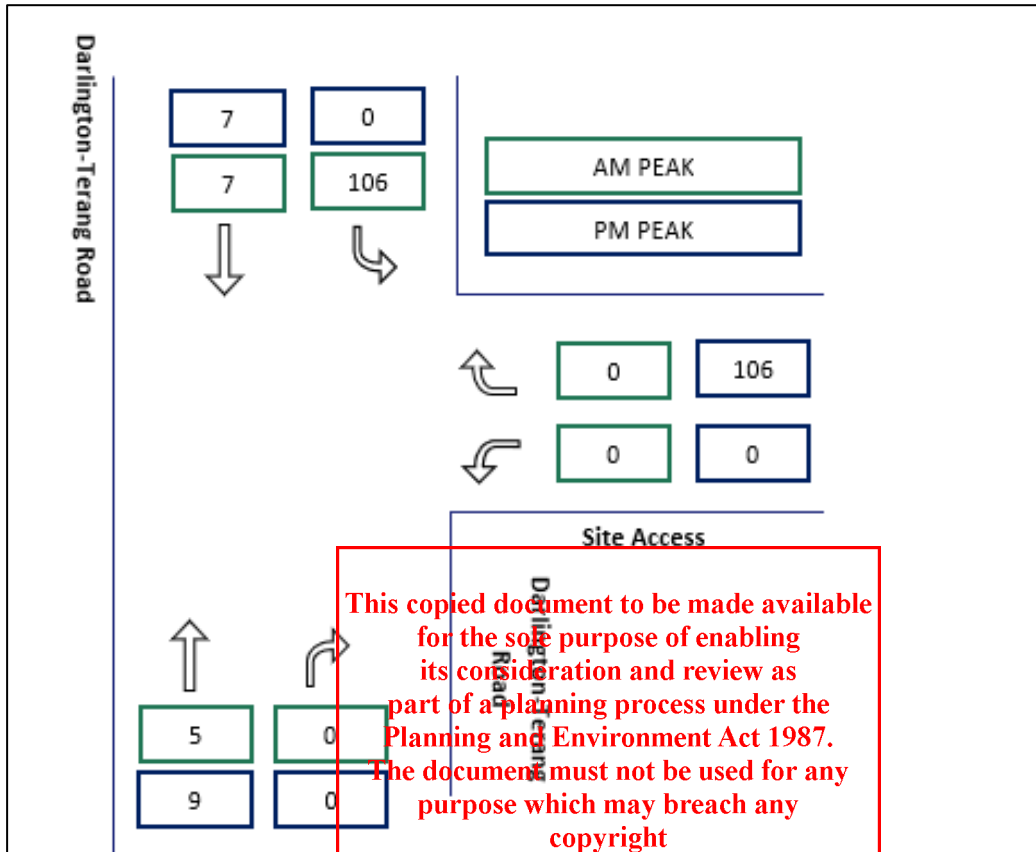 Darlington-Terang Road
7 0
7 106
AM PEAK
PM PEAK
0 106
0 0
Site Access
Darlington-Terang
Road
This copied document to be made available
for the sole purpose of enabling
its consideration and review as
part of a planning process under the
Planning and Environment Act 1987.
The document must not be used for any
purpose which may breach any
copyright
5 0
9 0